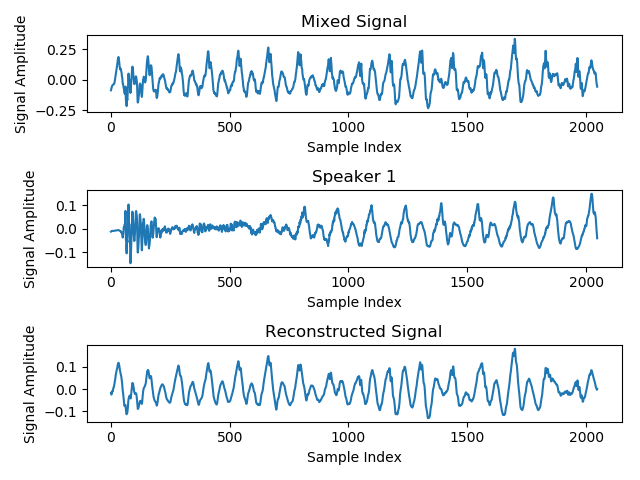 Mixed Signal
Signal Amplitude
0.25
0.00
−0.25
0 500 1000 1500 2000
Sample Index
Speaker 1
Signal Amplitude
0.1
0.0
−0.1
0 500 1000 1500 2000
Sample Index
Reconstructed Signal
Signal Amplitude
0.1
0.0
−0.1
0 500 1000 1500 2000
Sample Index